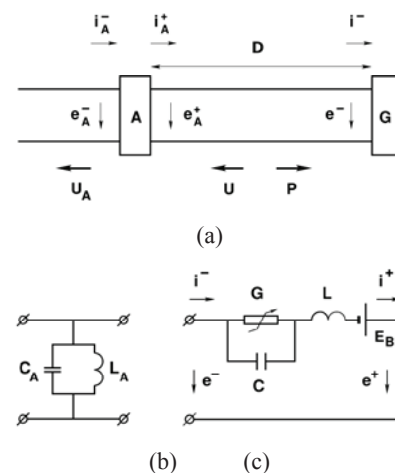 i_A^- i_A^+ i^-
D
e_A^- A e_A^+ e^- G
U_A U P
(a)
i^- G L i^+
C_A L_A E_B
C
e^- e^+
(b) (c)